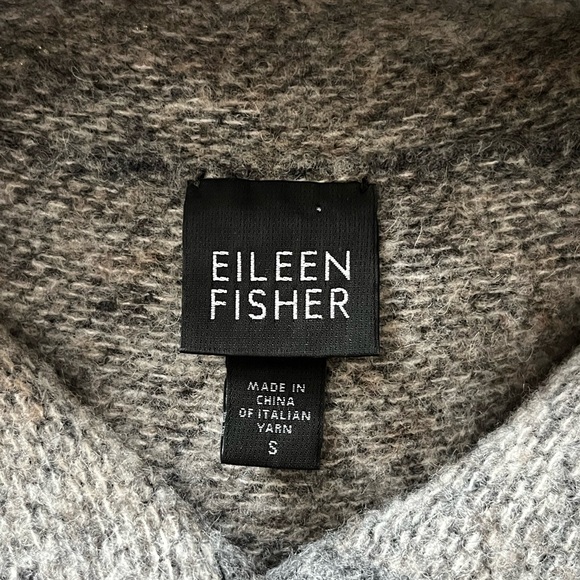 EILEEN
FISHER
MADE IN
CHINA
OF ITALIAN
YARN
S